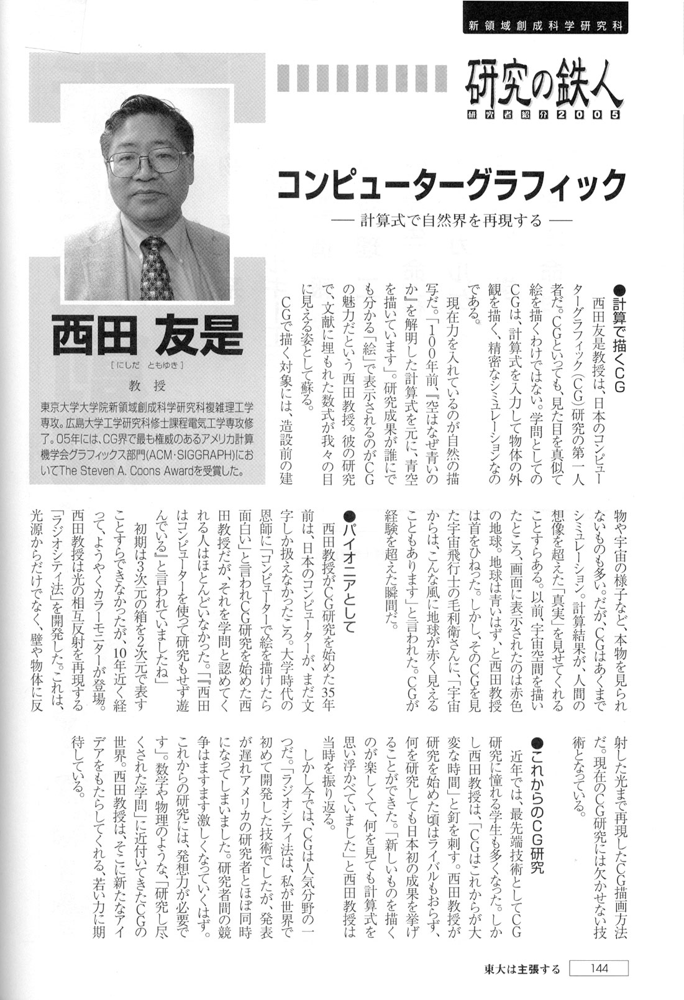 新領域創成科学研究科
研究の鉄人
研究者紹介2005
コンピューターグラフィック
― 計算式で自然界を再現する ―
西田 友是
[にしだ ともゆき]
教 授
東京大学大学院新領域創成科学研究科複雑理工学
専攻。広島大学工学研究科修士課程電気工学専攻修
了。05年には、CG界で最も権威のあるアメリカ計算
機学会グラフィックス部門(ACM・SIGGRAPH)にお
いてThe Steven A. Coons Awardを受賞した。
●計算で描くCG
西田友是教授は、日本のコンピュー
ターグラフィック(CG)研究の第一人
者だ。CGといっても、見た目を真似て
絵を描くわけではない。学問としての
CGは、計算式を入力して物体の外
観を描く、精密なシミュレーションなの
である。
現在力を入れているのが自然の描
写だ。「100年前、『空はなぜ青いの
か』を解明した計算式を元に、青空
を描いています」。研究成果が誰にで
も分かる「絵」で表示されるのがCG
の魅力だという西田教授。彼の研究
で、文献に埋もれた数式が我々の目
に見える姿として蘇る。
CGで描く対象には、造設前の建
物や宇宙の様子など、本物を見られ
ないものも多い。だが、CGはあくまで
シミュレーション。計算結果が、人間の
想像を超えた「真実」を見せてくれる
ことすらある。以前、宇宙空間を描い
たところ、画面に表示されたのは赤色
の地球。地球は青いはず、と西田教授
は首をひねった。しかし、そのCGを見
た宇宙飛行士の毛利衛さんに、「宇宙
からは、こんな風に地球が赤く見える
こともあります」と言われた。CGが
経験を超えた瞬間だ。
●パイオニアとして
西田教授がCG研究を始めた35年
前は、日本のコンピューターが、まだ文
字しか扱えなかったころ。大学時代の
恩師に「コンピューターで絵を描けたら
面白い」と言われCG研究を始めた西
田教授だが、それを学問と認めてく
れる人はほとんどいなかった。「『西田
はコンピューターを使って研究もせず遊
んでいる』と言われていましたね」
初期は3次元の箱を2次元で表す
ことすらできなかったが、10年近く経
って、ようやくカラーモニターが登場。
西田教授は光の相互反射を再現する
「ラジオシティ法」を開発した。これは、
光源からだけでなく、壁や物体に反
射した光まで再現したCG描画方法
だ。現在のCG研究には欠かせない技
術となっている。
●これからのCG研究
近年では、最先端技術としてCG
研究に憧れる学生も多くなった。しか
し西田教授は、「CGはこれからが大
変な時間」と釘を刺す。西田教授が
研究を始めた頃はライバルもおらず、
何を研究しても日本初の成果を挙げ
ることができた。「新しいものを描く
のが楽しくて、何を見ても計算式を
思い浮かべていました」と西田教授は
当時を振り返る。
しかし今では、CGは人気分野の一
つだ。「ラジオシティ法は、私が世界で
初めて開発した技術でしたが、発表
が遅れアメリカの研究者とほぼ同時
になってしまいました。研究者間の競
争はますます激しくなっていくはず。
これからの研究には、発想力が必要で
す」。数学や物理のような、「研究し尽
くされた学問」に近付いてきたCGの
世界。西田教授は、そこに新たなアイ
デアをもたらしてくれる、若い力に期
待している。
東大は主張する 144